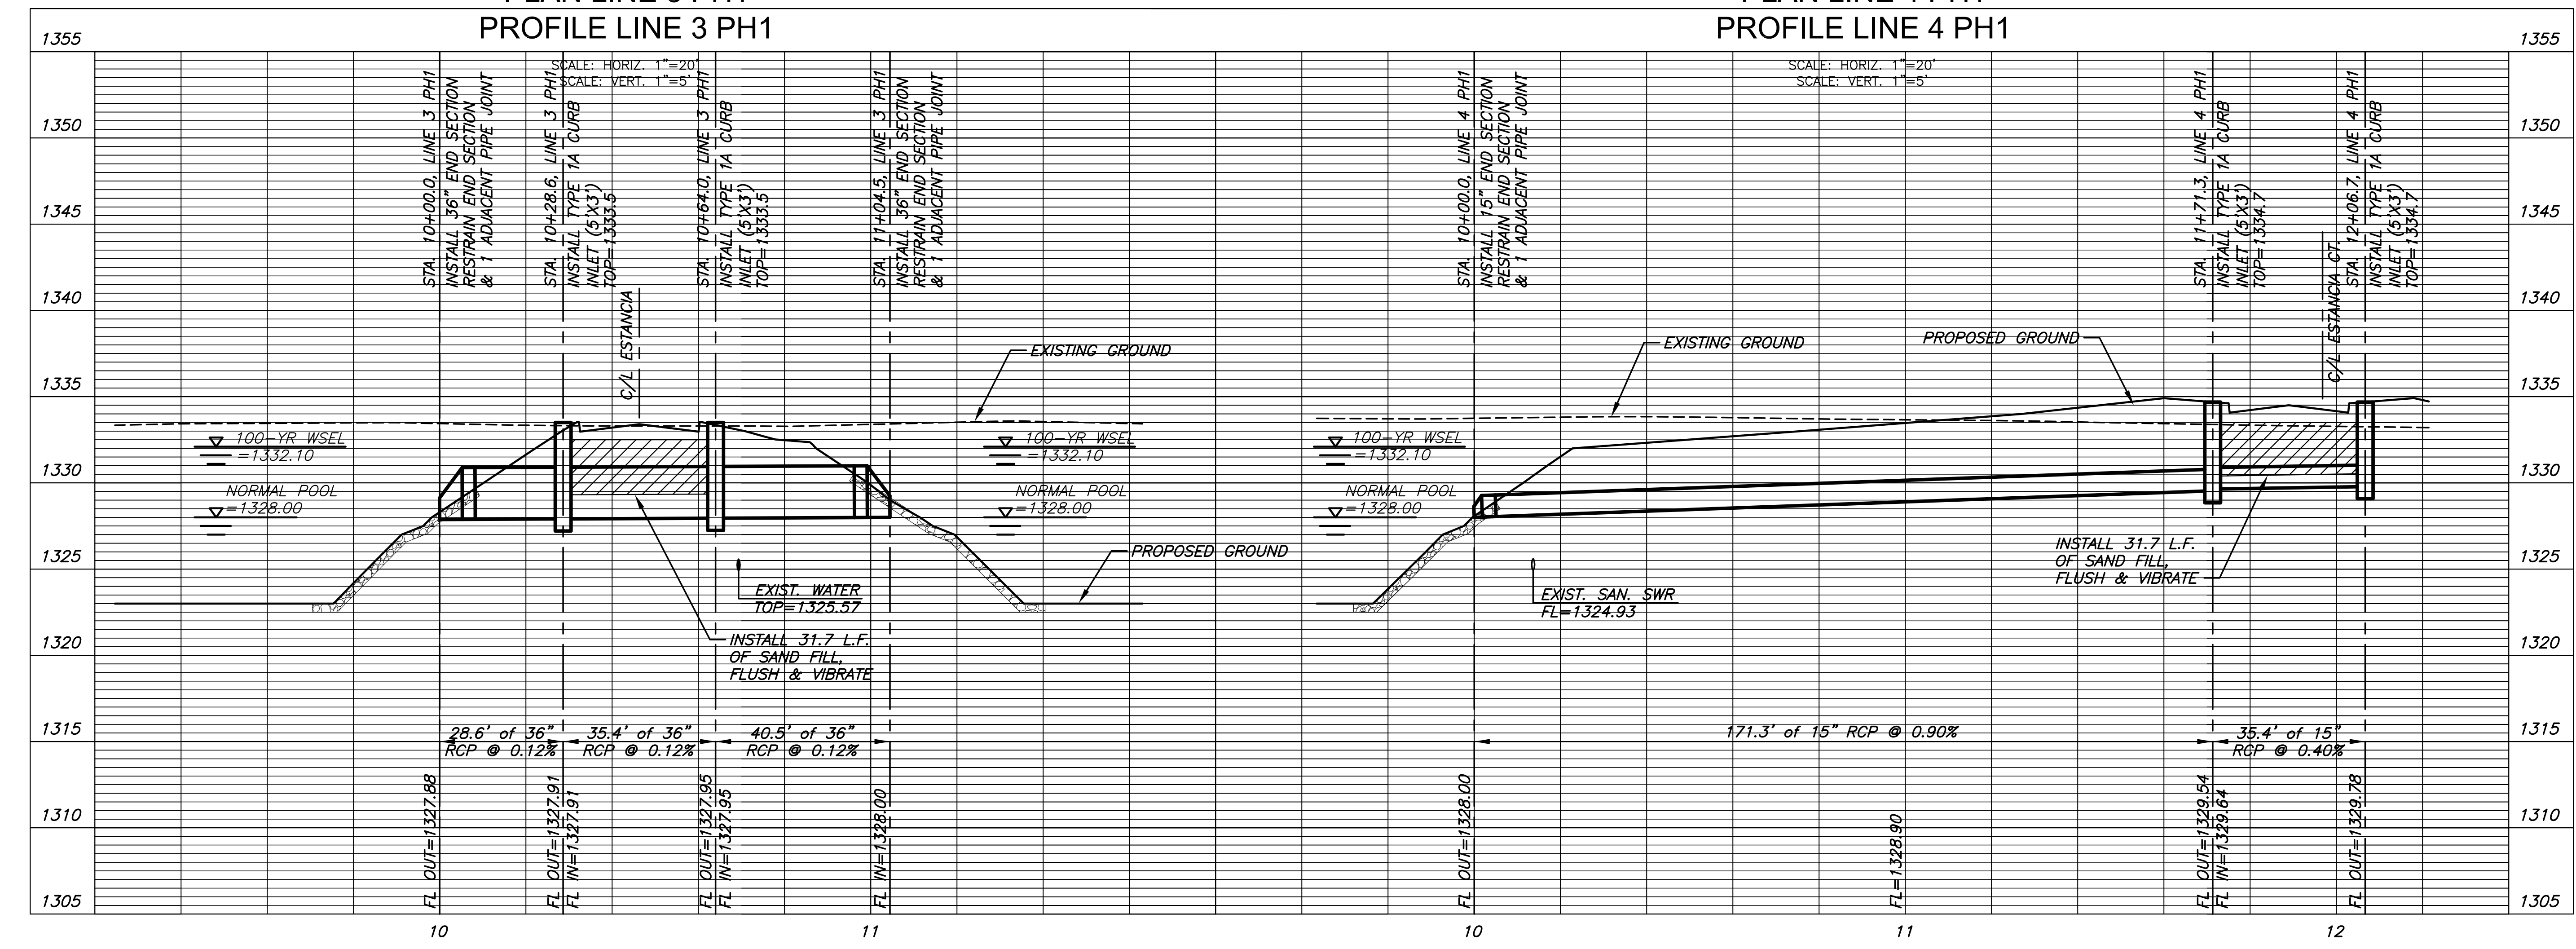 PROFILE LINE 3 PH1
SCALE: HORIZ. 1"=20'
SCALE: VERT. 1"=5'
1355
1350
1345
1340
1335
1330
1325
1320
1315
1310
1305
STA. 10+00.0, LINE 3 PH1
INSTALL 36" END SECTION
RESTRAIN END SECTION
& 1 ADJACENT PIPE JOINT
STA. 10+28.6, LINE 3 PH1
INSTALL TYPE 1A CURB
INLET (5'X3')
TOP=1333.5
C/L ESTANCIA
STA. 10+64.0, LINE 3 PH1
INSTALL TYPE 1A CURB
INLET (5'X3')
TOP=1333.5
STA. 11+04.5, LINE 3 PH1
INSTALL 36" END SECTION
RESTRAIN END SECTION
& 1 ADJACENT PIPE JOINT
EXISTING GROUND
100-YR WSEL
=1332.10
NORMAL POOL
=1328.00
100-YR WSEL
=1332.10
NORMAL POOL
=1328.00
PROPOSED GROUND
EXIST. WATER
TOP=1325.57
INSTALL 31.7 L.F.
OF SAND FILL,
FLUSH & VIBRATE
28.6' of 36"
RCP @ 0.12%
35.4' of 36"
RCP @ 0.12%
40.5' of 36"
RCP @ 0.12%
FL OUT=1327.88
FL OUT=1327.91
FL IN=1327.91
FL OUT=1327.95
FL IN=1327.95
FL IN=1328.00
10
11
PROFILE LINE 4 PH1
SCALE: HORIZ. 1"=20'
SCALE: VERT. 1"=5'
STA. 10+00.0, LINE 4 PH1
INSTALL 15" END SECTION
RESTRAIN END SECTION
& 1 ADJACENT PIPE JOINT
STA. 11+71.3, LINE 4 PH1
INSTALL TYPE 1A CURB
INLET (5'X3')
TOP=1334.7
C/L ESTANCIA CT.
STA. 12+06.7, LINE 4 PH1
INSTALL TYPE 1A CURB
INLET (5'X3')
TOP=1334.7
EXISTING GROUND
PROPOSED GROUND
100-YR WSEL
=1332.10
NORMAL POOL
=1328.00
EXIST. SAN. SWR
FL=1324.93
INSTALL 31.7 L.F.
OF SAND FILL,
FLUSH & VIBRATE
171.3' of 15" RCP @ 0.90%
35.4' of 15"
RCP @ 0.40%
FL OUT=1328.00
FL=1328.90
FL OUT=1329.54
FL IN=1329.64
FL OUT=1329.78
10
11
12
1355
1350
1345
1340
1335
1330
1325
1320
1315
1310
1305